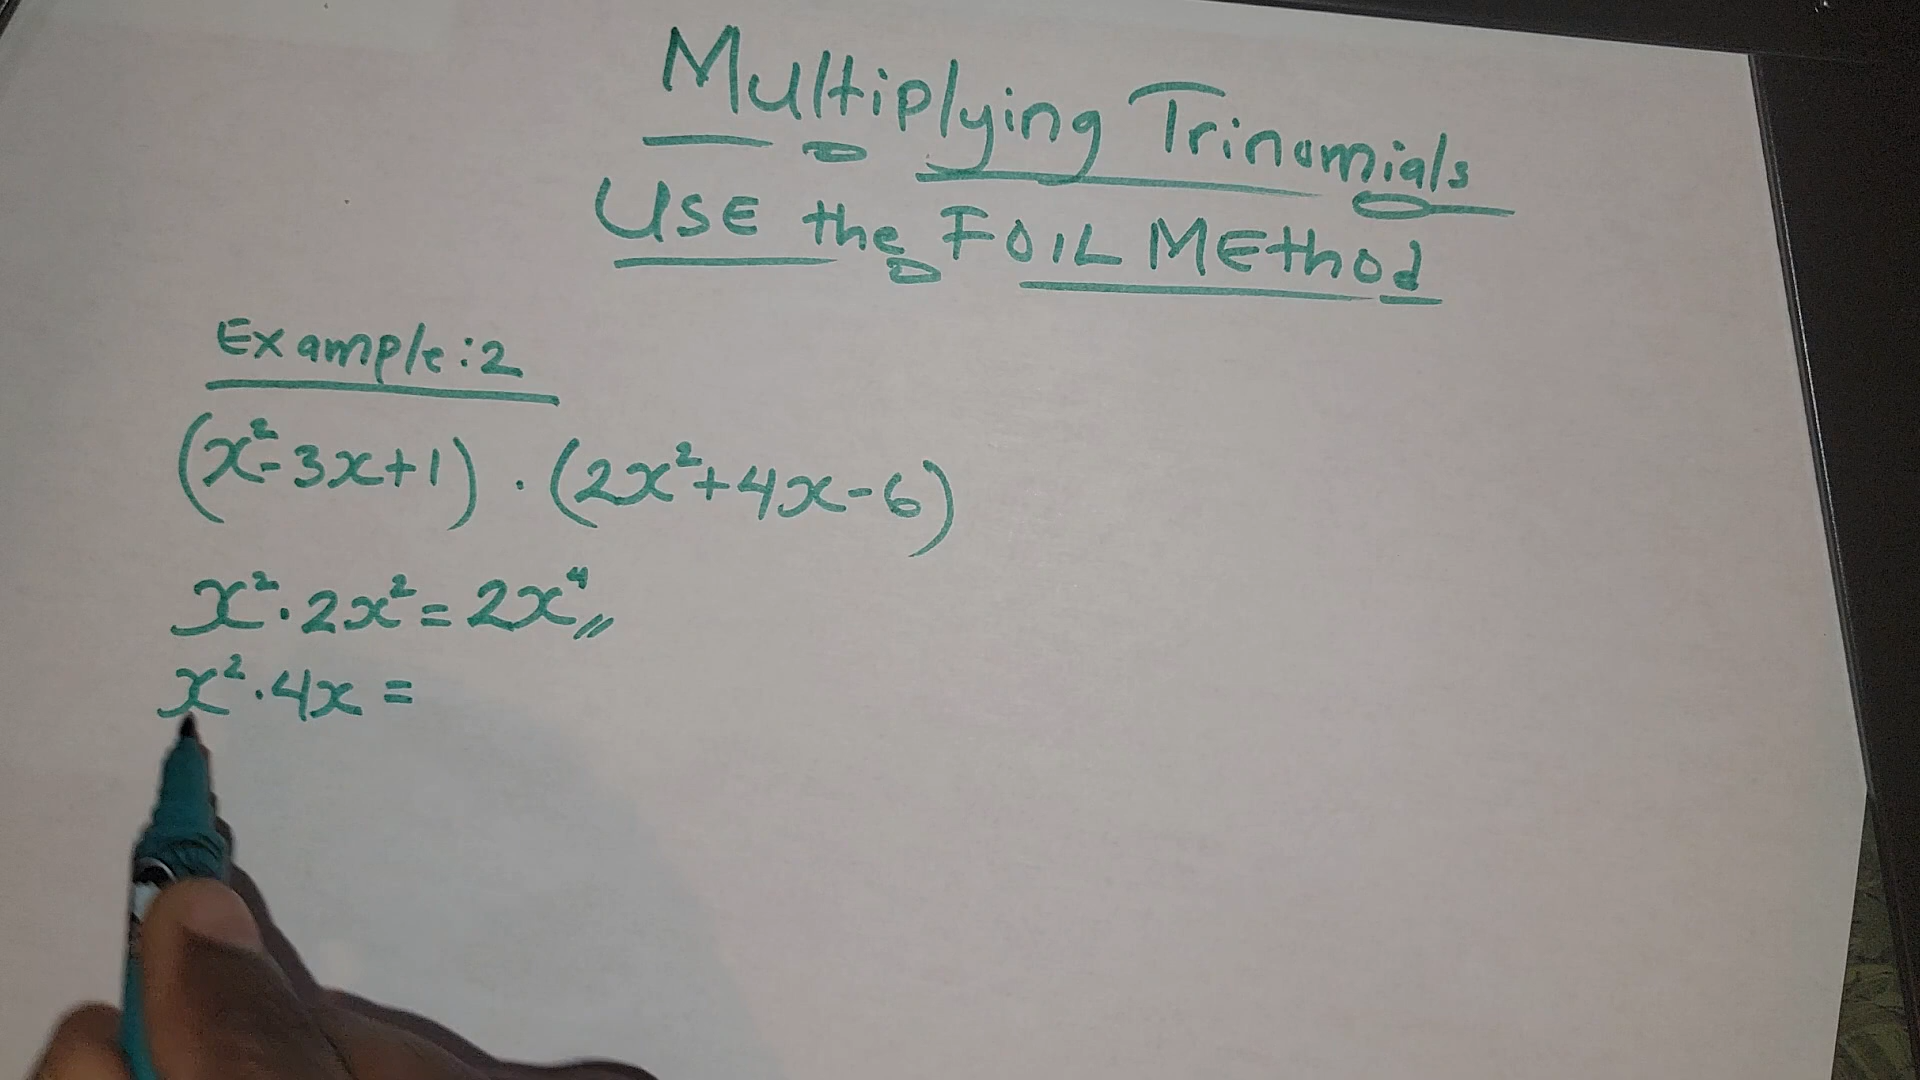 Multiplying Trinomials
USE the FOIL METhod
Example:2
(x²-3x+1) · (2x²+4x-6)
x²·2x²=2x⁴
x²·4x=